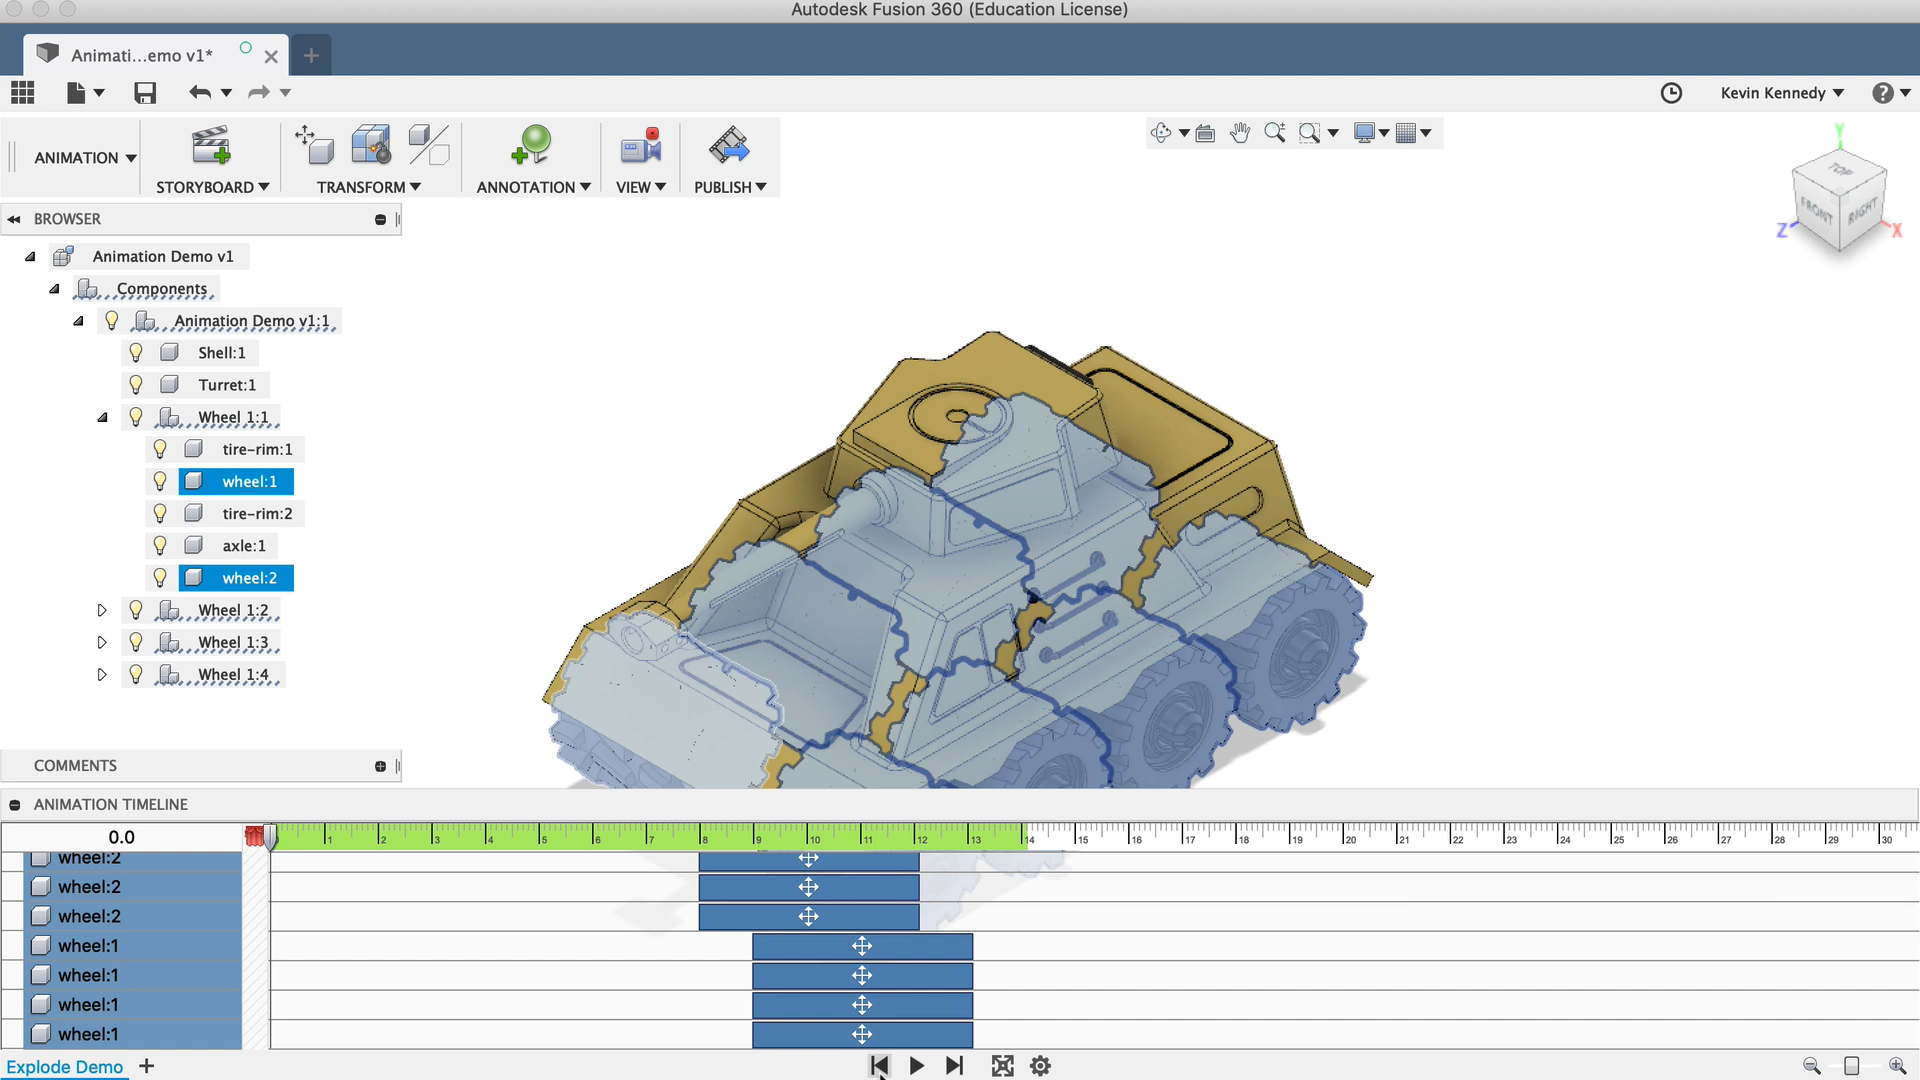 Autodesk Fusion 360 (Education License)
Animati...emo v1*
Kevin Kennedy
ANIMATION
STORYBOARD
TRANSFORM
ANNOTATION
VIEW
PUBLISH
TOP
FRONT
RIGHT
Y
Z
X
BROWSER
Animation Demo v1
Components
Animation Demo v1:1
Shell:1
Turret:1
Wheel 1:1
tire-rim:1
wheel:1
tire-rim:2
axle:1
wheel:2
Wheel 1:2
Wheel 1:3
Wheel 1:4
COMMENTS
ANIMATION TIMELINE
0.0
1 2 3 4 5 6 7 8 9 10 11 12 13 14 15 16 17 18 19 20 21 22 23 24 25 26 27 28 29 30
wheel:2
wheel:2
wheel:2
wheel:1
wheel:1
wheel:1
wheel:1
Explode Demo